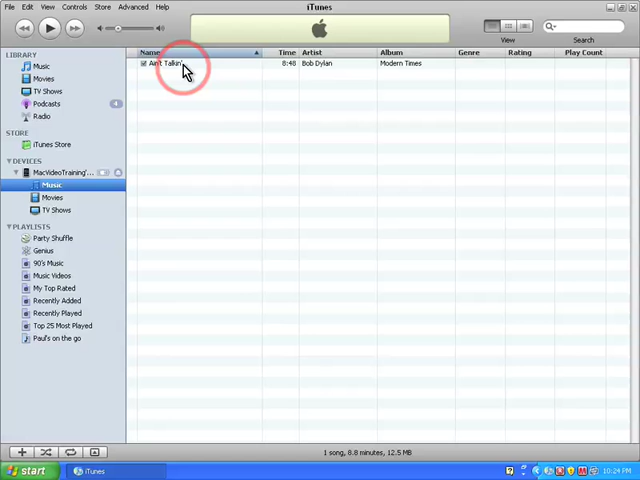 File Edit View Controls Store Advanced Help
iTunes
View
Search
LIBRARY
Music
Movies
TV Shows
Podcasts 4
Radio
STORE
iTunes Store
DEVICES
MacVideoTraining'...
Music
Movies
TV Shows
PLAYLISTS
Party Shuffle
Genius
90's Music
Music Videos
My Top Rated
Recently Added
Recently Played
Top 25 Most Played
Paul's on the go
Name Time Artist Album Genre Rating Play Count
Ain't Talkin' 8:48 Bob Dylan Modern Times
1 song, 8.8 minutes, 12.5 MB
start
iTunes
10:24 PM